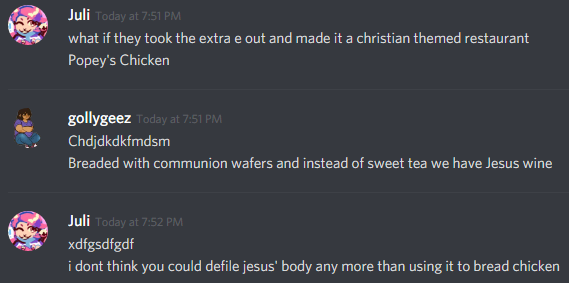 Juli Today at 7:51 PM
what if they took the extra e out and made it a christian themed restaurant
Popey's Chicken
gollygeez Today at 7:51 PM
Chdjdkdkfmdsm
Breaded with communion wafers and instead of sweet tea we have Jesus wine
Juli Today at 7:52 PM
xdfgsdfgdf
i dont think you could defile jesus' body any more than using it to bread chicken